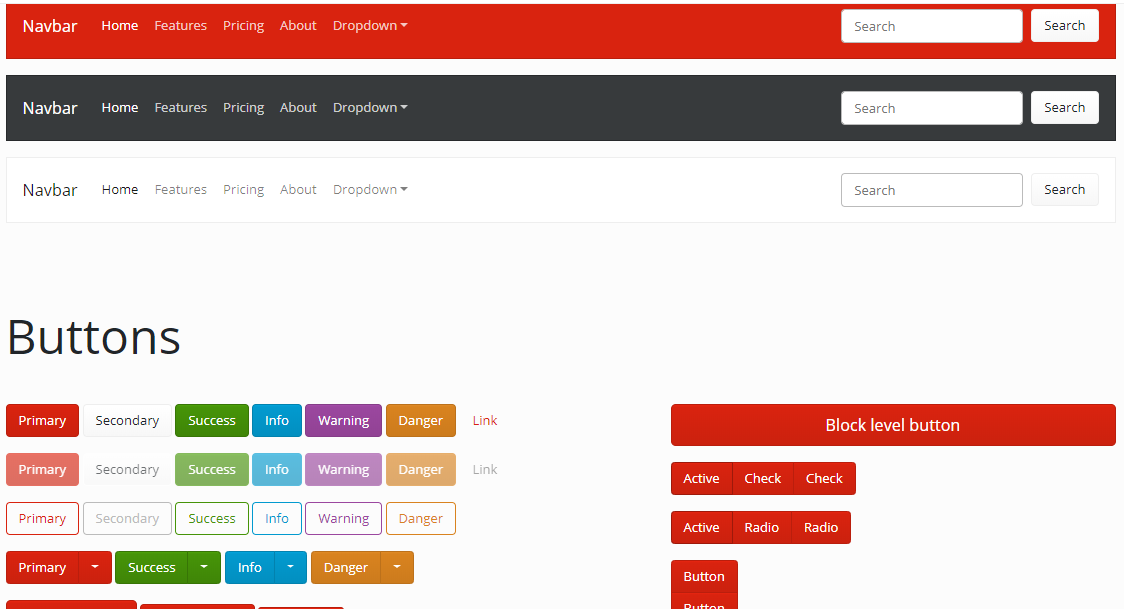 Navbar Home Features Pricing About Dropdown Search Search
Navbar Home Features Pricing About Dropdown Search Search
Navbar Home Features Pricing About Dropdown Search Search
Buttons
Primary Secondary Success Info Warning Danger Link Block level button
Primary Secondary Success Info Warning Danger Link Active Check Check
Primary Secondary Success Info Warning Danger Active Radio Radio
Primary Success Info Danger Button
Button